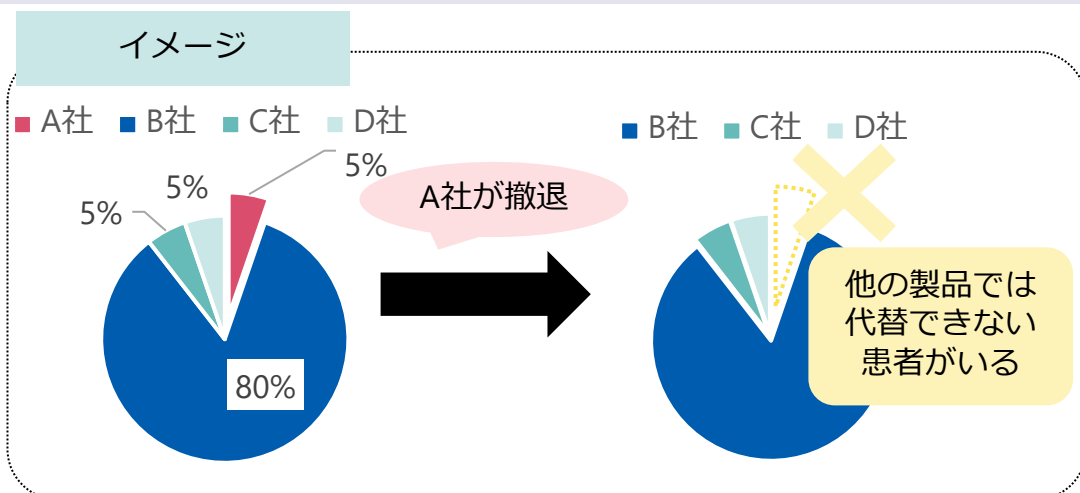 イメージ
A社 B社 C社 D社
5%
5%
5%
80%
A社が撤退
B社 C社 D社
他の製品では
代替できない
患者がいる